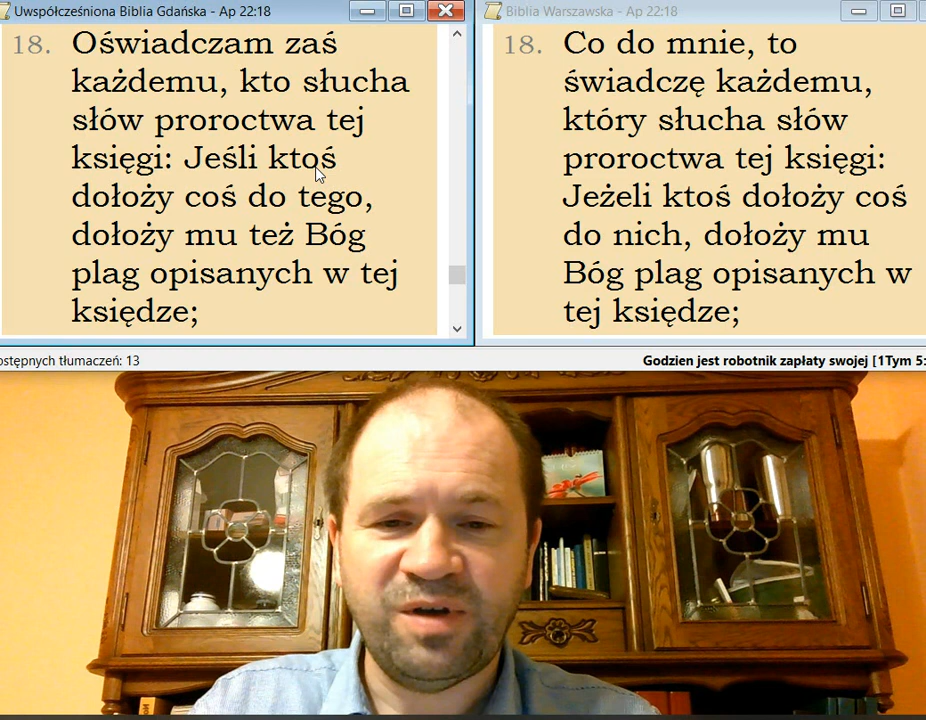 Uwspółcześniona Biblia Gdańska - Ap 22:18
18. Oświadczam zaś
każdemu, kto słucha
słów proroctwa tej
księgi: Jeśli ktoś
dołoży coś do tego,
dołoży mu też Bóg
plag opisanych w tej
księdze;
Biblia Warszawska - Ap 22:18
18. Co do mnie, to
świadczę każdemu,
który słucha słów
proroctwa tej księgi:
Jeżeli ktoś dołoży coś
do nich, dołoży mu
Bóg plag opisanych w
tej księdze;
ostępnych tłumaczeń: 13
Godzien jest robotnik zapłaty swojej [1Tym 5: